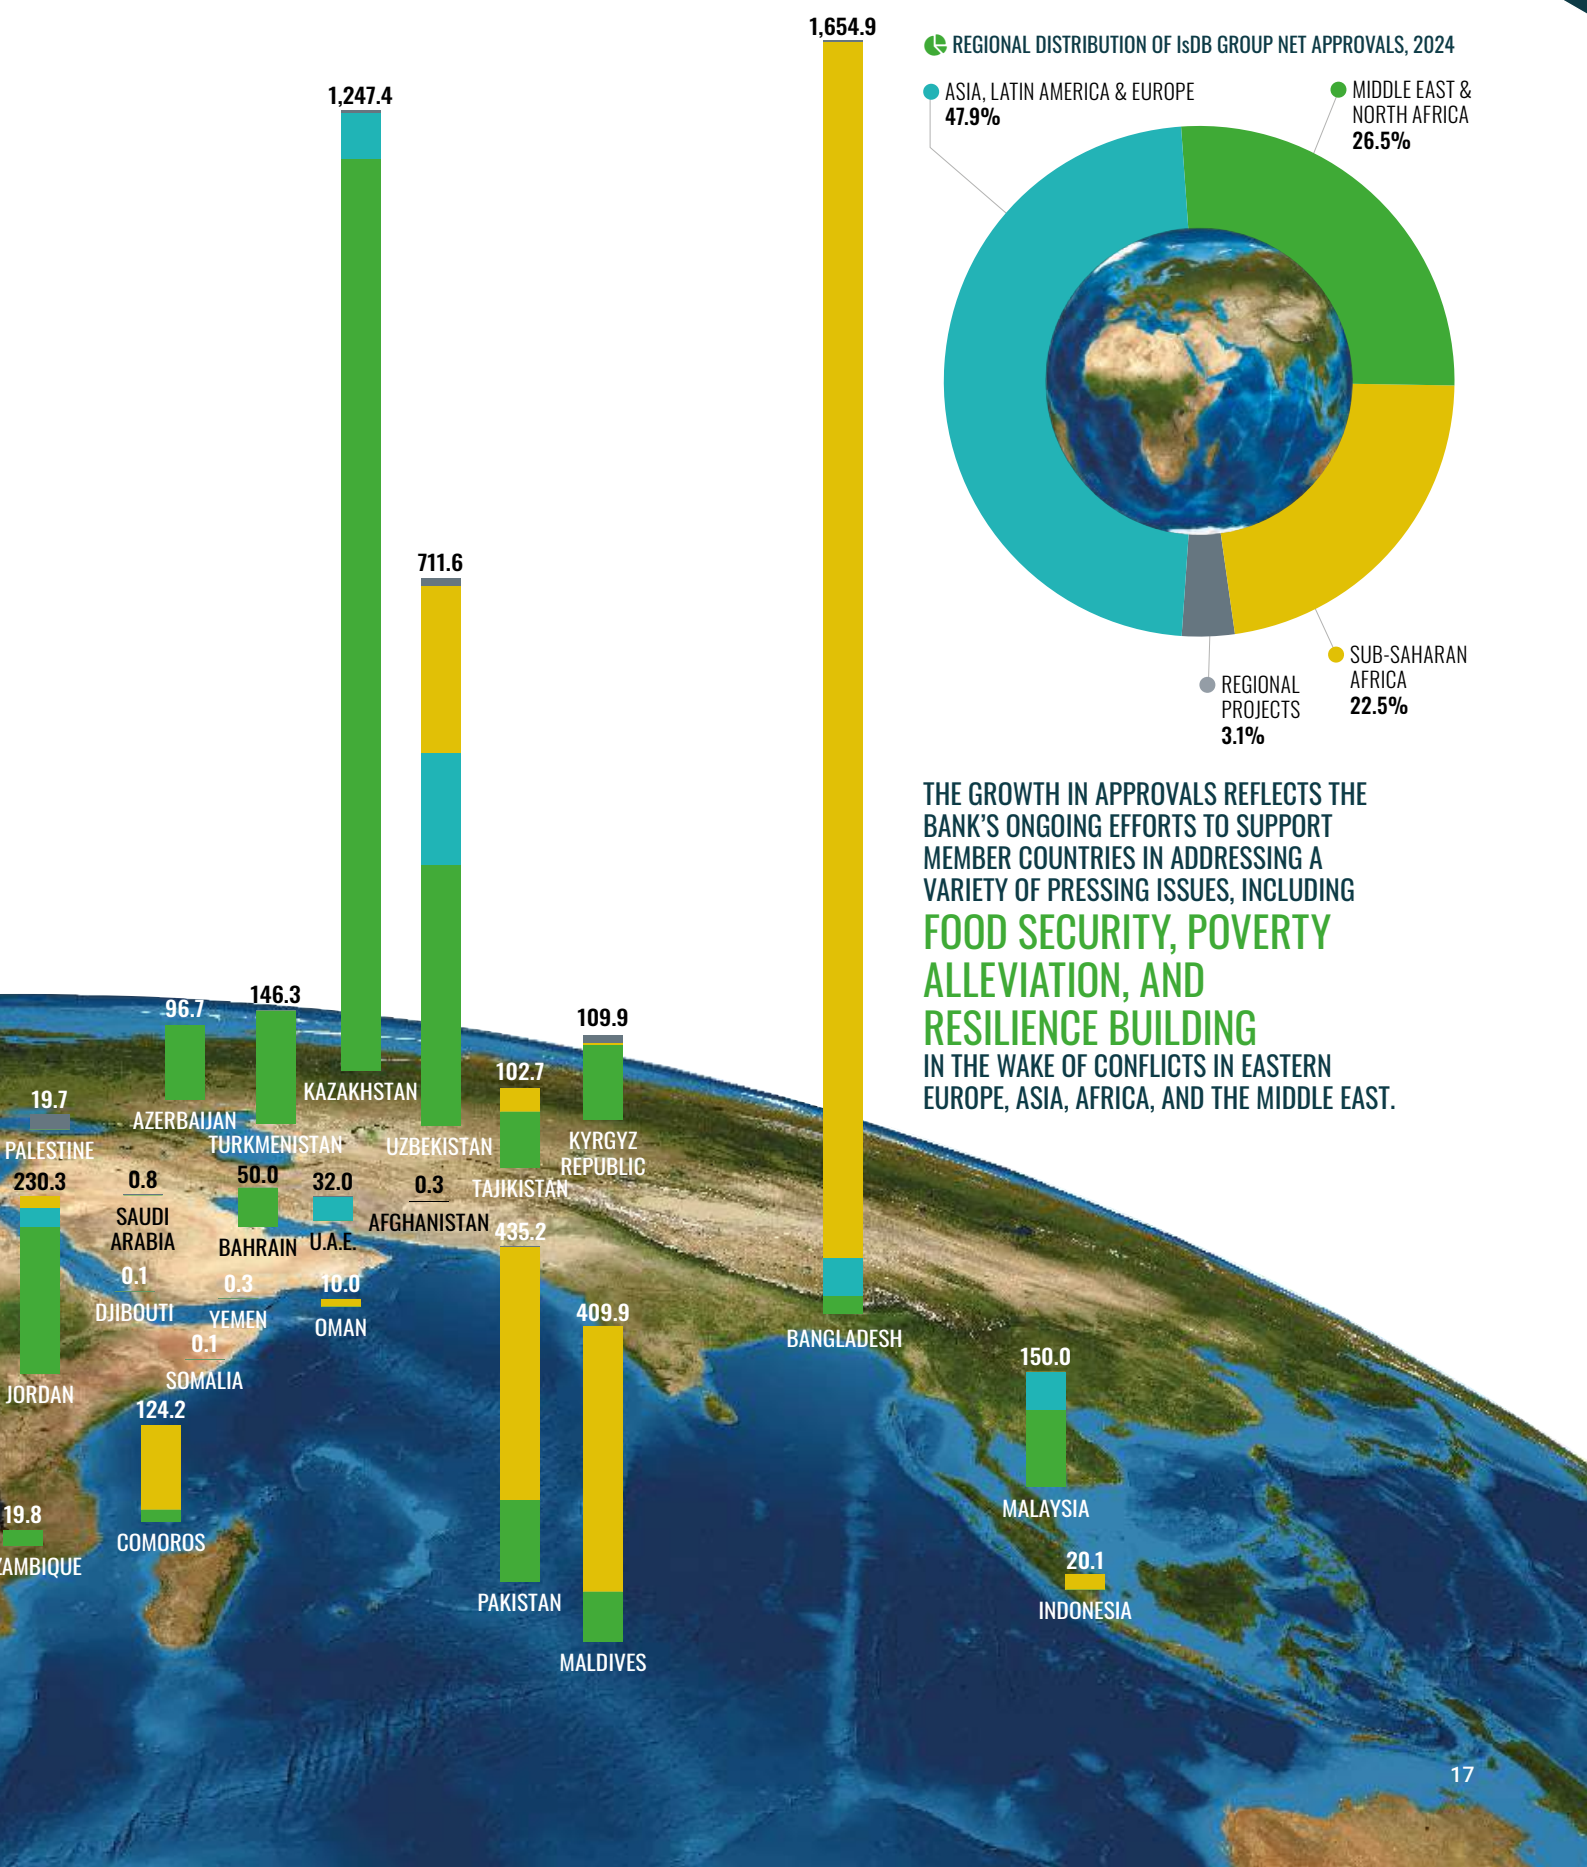 1,654.9
REGIONAL DISTRIBUTION OF IsDB GROUP NET APPROVALS, 2024
ASIA, LATIN AMERICA & EUROPE
47.9%
MIDDLE EAST &
NORTH AFRICA
26.5%
1,247.4
711.6
SUB-SAHARAN
AFRICA
22.5%
REGIONAL
PROJECTS
3.1%
THE GROWTH IN APPROVALS REFLECTS THE
BANK'S ONGOING EFFORTS TO SUPPORT
MEMBER COUNTRIES IN ADDRESSING A
VARIETY OF PRESSING ISSUES, INCLUDING
FOOD SECURITY, POVERTY
ALLEVIATION, AND
RESILIENCE BUILDING
IN THE WAKE OF CONFLICTS IN EASTERN
EUROPE, ASIA, AFRICA, AND THE MIDDLE EAST.
96.7
AZERBAIJAN
146.3
TURKMENISTAN
KAZAKHSTAN
UZBEKISTAN
102.7
TAJIKISTAN
109.9
KYRGYZ
REPUBLIC
19.7
PALESTINE
230.3
JORDAN
0.8
SAUDI
ARABIA
50.0
BAHRAIN
32.0
U.A.E.
0.3
AFGHANISTAN
435.2
PAKISTAN
0.1
DJIBOUTI
0.3
YEMEN
10.0
OMAN
409.9
MALDIVES
BANGLADESH
0.1
SOMALIA
124.2
COMOROS
150.0
MALAYSIA
19.8
ZAMBIQUE
20.1
INDONESIA
17